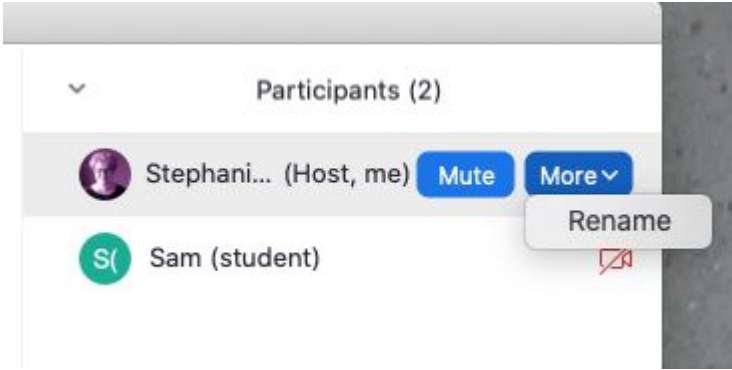 Participants (2)
Stephani... (Host, me) Mute More
Rename
S( Sam (student)